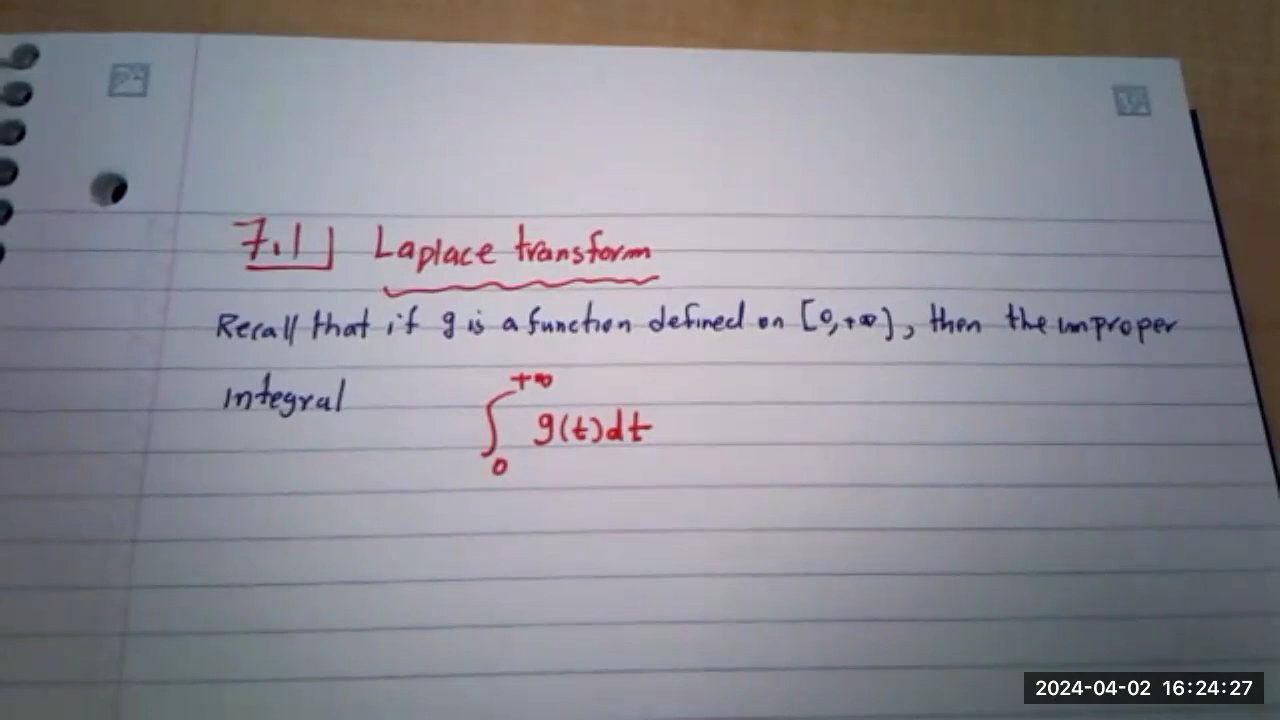 7.1 Laplace transform
Recall that if g is a function defined on [0,+∞), then the improper
integral ∫₀⁺∞ g(t)dt
2024-04-02 16:24:27